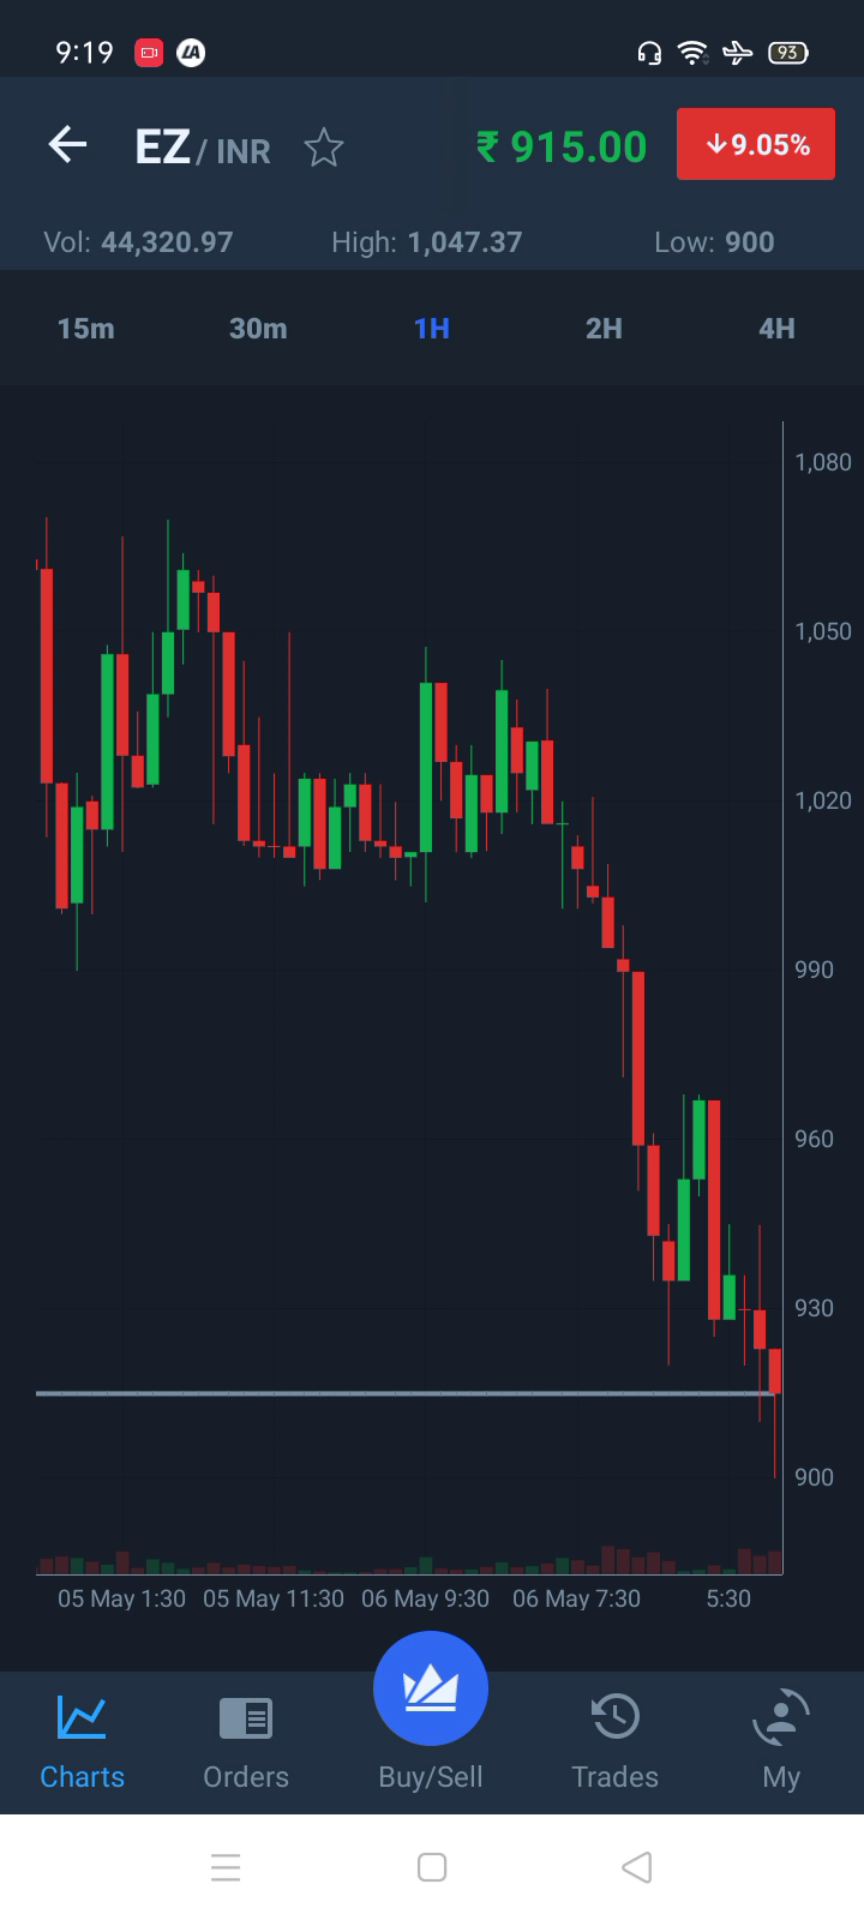 9:19 LA 93
EZ / INR ₹ 915.00 ↓9.05%
Vol: 44,320.97 High: 1,047.37 Low: 900
15m 30m 1H 2H 4H
1,080
1,050
1,020
990
960
930
900
05 May 1:30 05 May 11:30 06 May 9:30 06 May 7:30 5:30
Charts Orders Buy/Sell Trades My